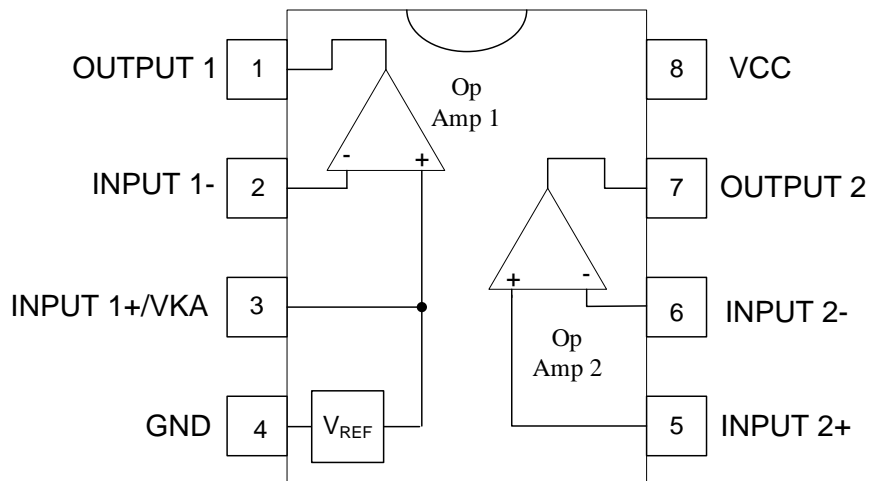 OUTPUT 1
1
8
VCC
Op
Amp 1
-
+
INPUT 1-
2
7
OUTPUT 2
+
-
INPUT 1+/VKA
3
6
INPUT 2-
Op
Amp 2
GND
4
VREF
5
INPUT 2+